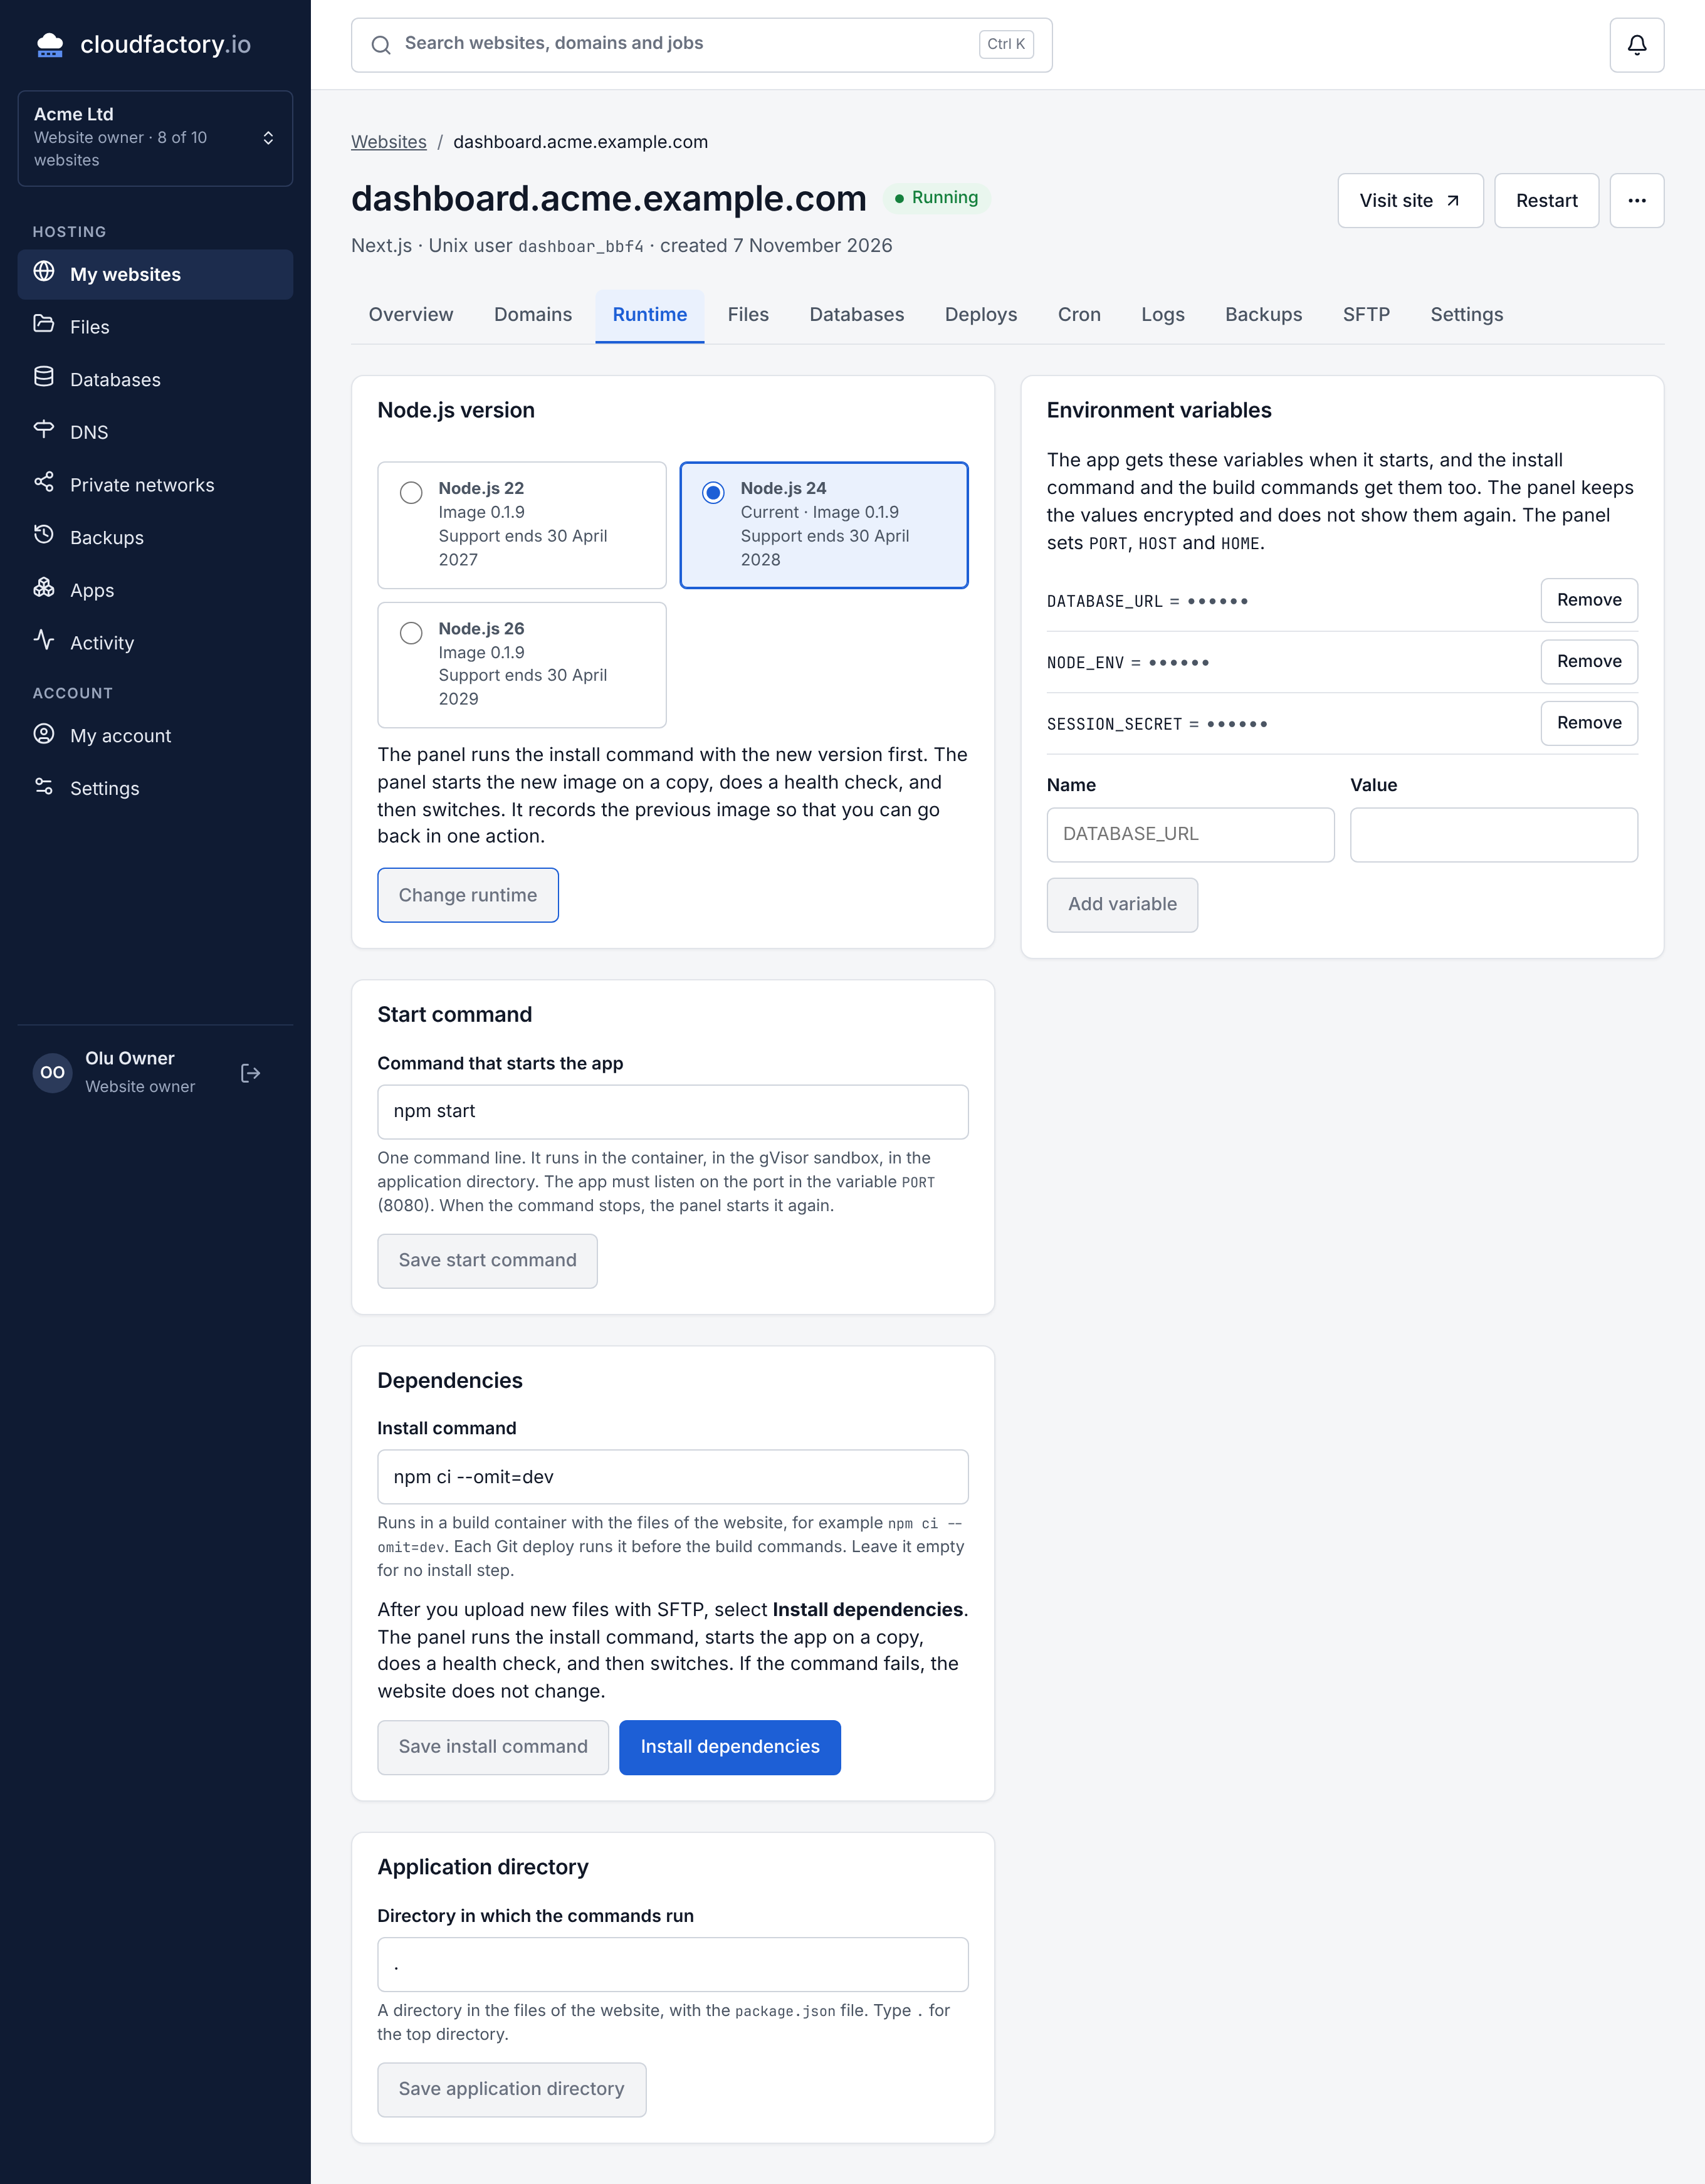 cloudfactory.io
Acme Ltd
Website owner · 8 of 10
websites
HOSTING
My websites
Files
Databases
DNS
Private networks
Backups
Apps
Activity
ACCOUNT
My account
Settings
OO
Olu Owner
Website owner
Search websites, domains and jobs
Ctrl K
Websites / dashboard.acme.example.com
dashboard.acme.example.com
Running
Visit site
Restart
Next.js · Unix user dashboar_bbf4 · created 7 November 2026
Overview
Domains
Runtime
Files
Databases
Deploys
Cron
Logs
Backups
SFTP
Settings
Node.js version
Node.js 22
Image 0.1.9
Support ends 30 April
2027
Node.js 24
Current · Image 0.1.9
Support ends 30 April
2028
Node.js 26
Image 0.1.9
Support ends 30 April
2029
The panel runs the install command with the new version first. The
panel starts the new image on a copy, does a health check, and
then switches. It records the previous image so that you can go
back in one action.
Change runtime
Start command
Command that starts the app
npm start
One command line. It runs in the container, in the gVisor sandbox, in the
application directory. The app must listen on the port in the variable PORT
(8080). When the command stops, the panel starts it again.
Save start command
Dependencies
Install command
npm ci --omit=dev
Runs in a build container with the files of the website, for example npm ci --
omit=dev. Each Git deploy runs it before the build commands. Leave it empty
for no install step.
After you upload new files with SFTP, select Install dependencies.
The panel runs the install command, starts the app on a copy,
does a health check, and then switches. If the command fails, the
website does not change.
Save install command
Install dependencies
Application directory
Directory in which the commands run
.
A directory in the files of the website, with the package.json file. Type . for
the top directory.
Save application directory
Environment variables
The app gets these variables when it starts, and the install
command and the build commands get them too. The panel keeps
the values encrypted and does not show them again. The panel
sets PORT, HOST and HOME.
DATABASE_URL = ••••••
Remove
NODE_ENV = ••••••
Remove
SESSION_SECRET = ••••••
Remove
Name
Value
DATABASE_URL
Add variable